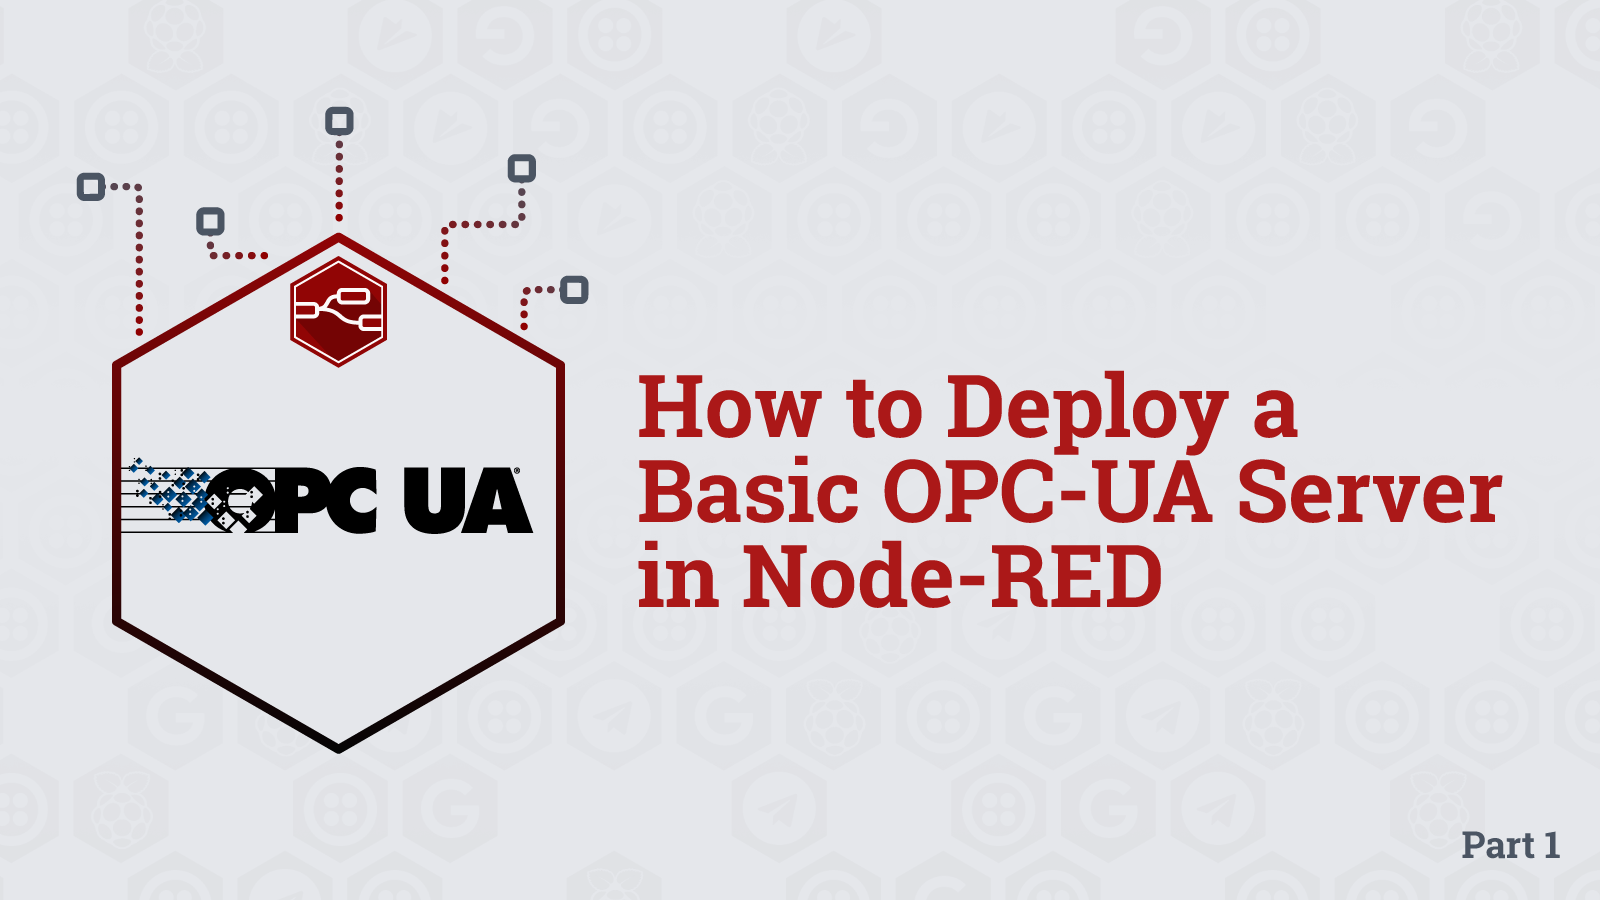 OPC UA®
How to Deploy a
Basic OPC-UA Server
in Node-RED
Part 1